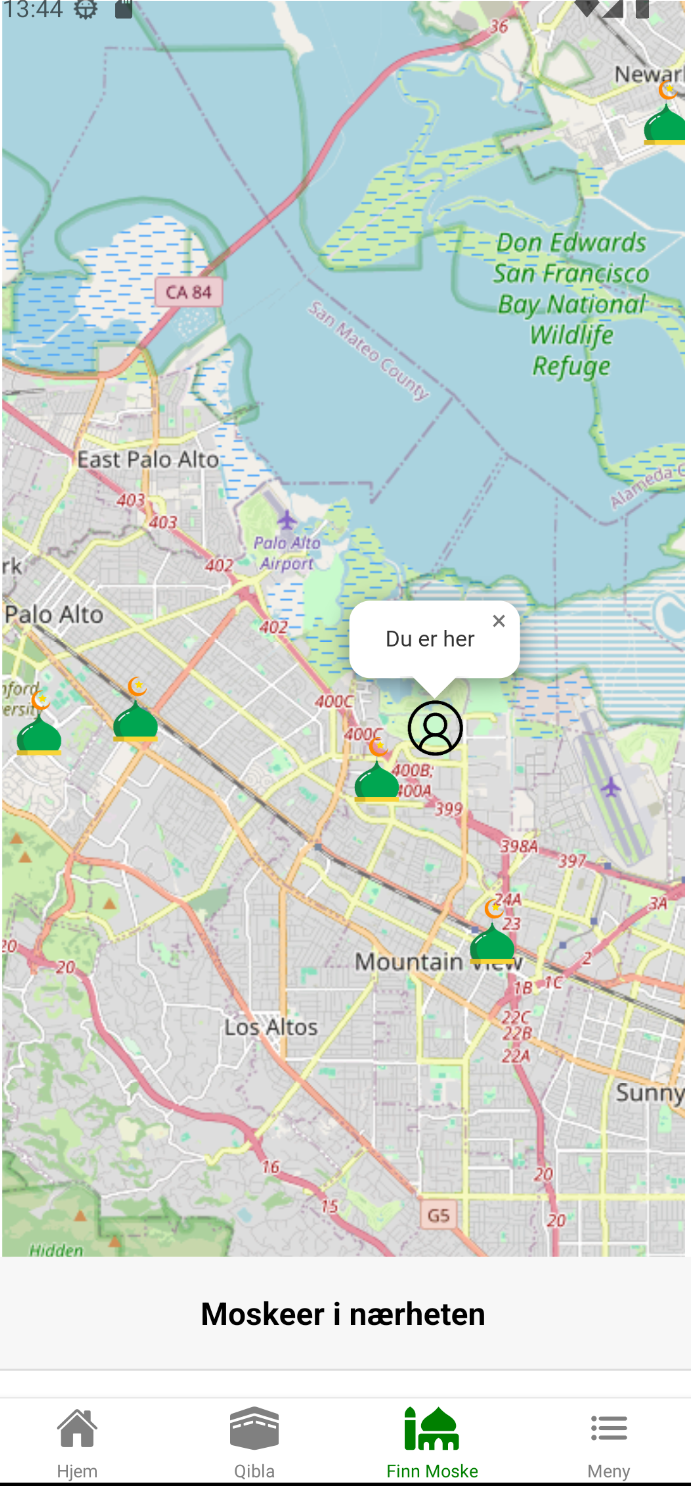 13:44
36
Newark
Don Edwards
San Francisco
Bay National
Wildlife
Refuge
CA 84
San Mateo County
East Palo Alto
Alameda C
403
403
Palo Alto
Airport
402
rk
Palo Alto
402
Du er her
×
nford
ersity
400C
400C
400B;
400A
399
398A
397
24A
3A
23
20
Mountain View
2
20
1B
1C
22C
Los Altos
22B
22A
Sunny
16
20
15
G5
20
Hidden
Moskeer i nærheten
Hjem
Qibla
Finn Moske
Meny